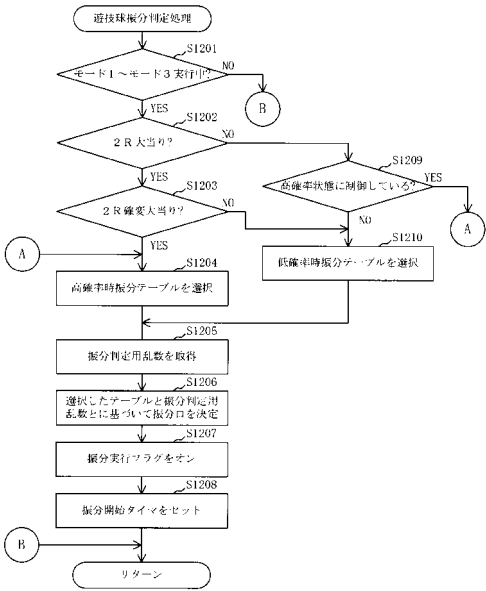 遊技球振分判定処理
S1201
モード1～モード3実行中?
NO
B
YES
S1202
2R大当り?
NO
S1209
高確率状態に制御している?
YES
A
YES
S1203
2R確変大当り?
NO
NO
S1210
低確率時振分テーブルを選択
A
YES
S1204
高確率時振分テーブルを選択
S1205
振分判定用乱数を取得
S1206
選択したテーブルと振分判定用
乱数とに基づいて振分口を決定
S1207
振分実行フラグをオン
S1208
振分開始タイマをセット
B
リターン